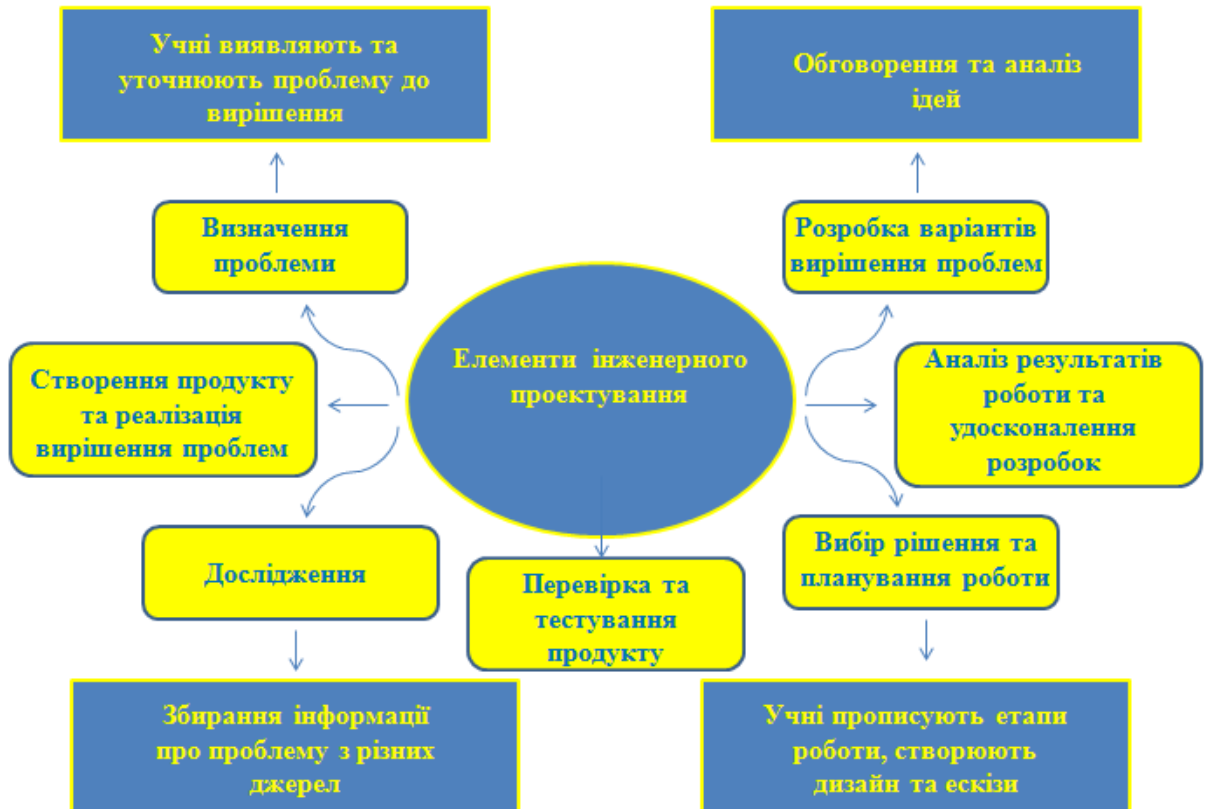 Учні виявляють та
уточнюють проблему до
вирішення
Обговорення та аналіз
ідей
Визначення
проблеми
Розробка варіантів
вирішення проблем
Елементи інженерного
проектування
Створення продукту
та реалізація
вирішення проблем
Аналіз результатів
роботи та
удосконалення
розробок
Дослідження
Перевірка та
тестування
продукту
Вибір рішення та
планування роботи
Збирання інформації
про проблему з різних
джерел
Учні прописують етапи
роботи, створюють
дизайн та ескізи